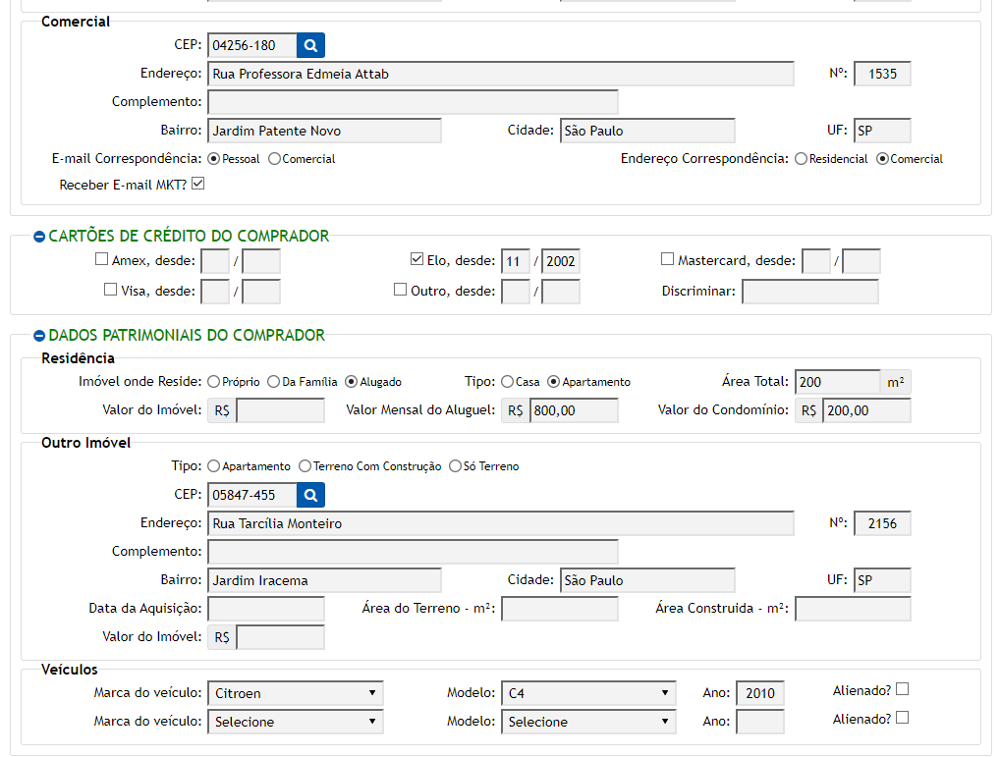 Comercial
CEP: 04256-180
Endereço: Rua Professora Edmeia Attab Nº: 1535
Complemento:
Bairro: Jardim Patente Novo Cidade: São Paulo UF: SP
E-mail Correspondência: Pessoal Comercial Endereço Correspondência: Residencial Comercial
Receber E-mail MKT?
CARTÕES DE CRÉDITO DO COMPRADOR
Amex, desde: / Elo, desde: 11 / 2002 Mastercard, desde: /
Visa, desde: / Outro, desde: / Discriminar:
DADOS PATRIMONIAIS DO COMPRADOR
Residência
Imóvel onde Reside: Próprio Da Família Alugado Tipo: Casa Apartamento Área Total: 200 m²
Valor do Imóvel: R$ Valor Mensal do Aluguel: R$ 800,00 Valor do Condomínio: R$ 200,00
Outro Imóvel
Tipo: Apartamento Terreno Com Construção Só Terreno
CEP: 05847-455
Endereço: Rua Tarcília Monteiro Nº: 2156
Complemento:
Bairro: Jardim Iracema Cidade: São Paulo UF: SP
Data da Aquisição: Área do Terreno - m²: Área Construida - m²:
Valor do Imóvel: R$
Veículos
Marca do veículo: Citroen Modelo: C4 Ano: 2010 Alienado?
Marca do veículo: Selecione Modelo: Selecione Ano: Alienado?